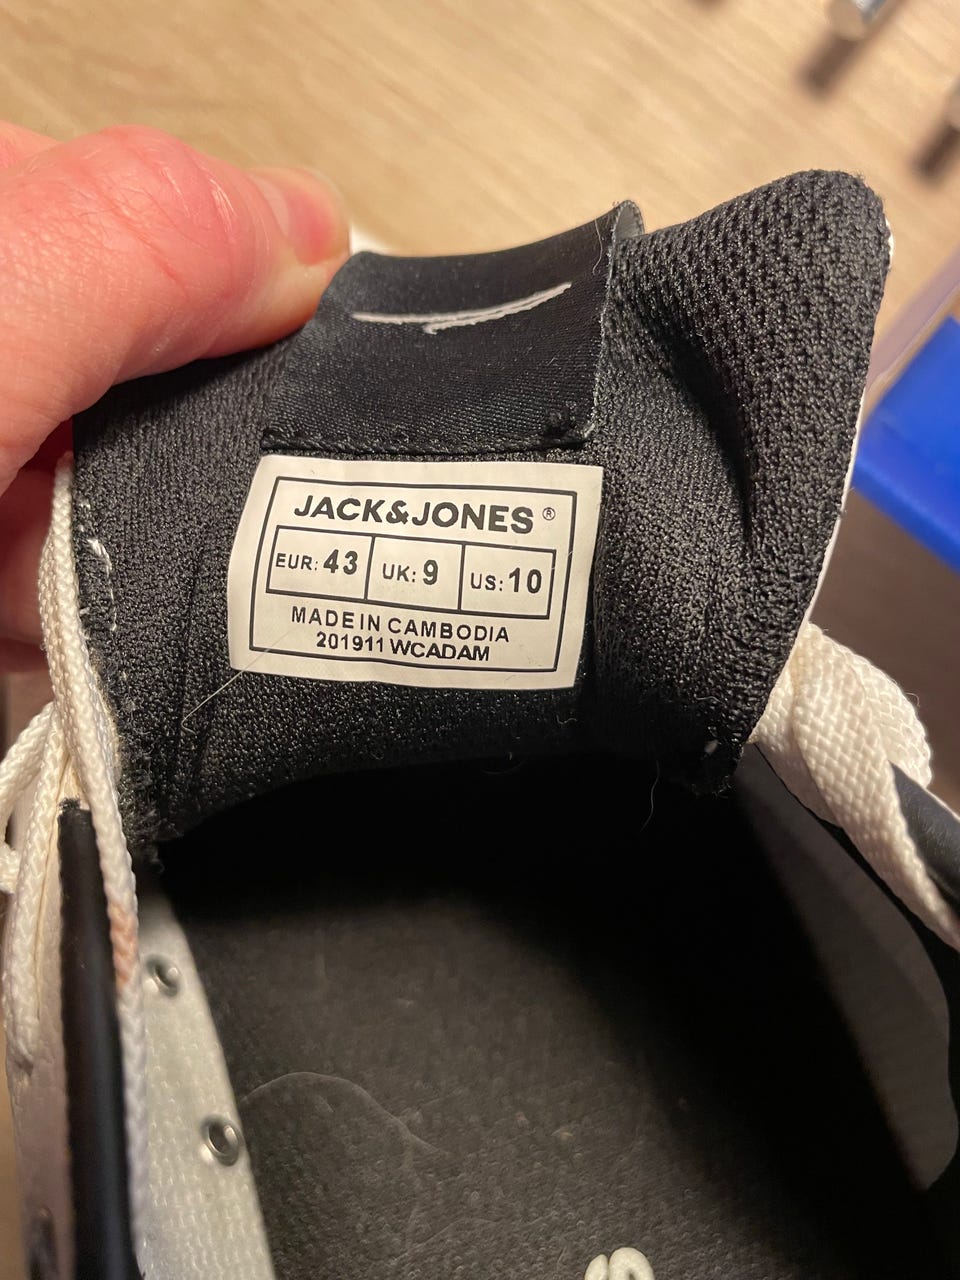 JACK&JONES®
EUR: 43 UK: 9 US: 10
MADE IN CAMBODIA
201911 WCADAM